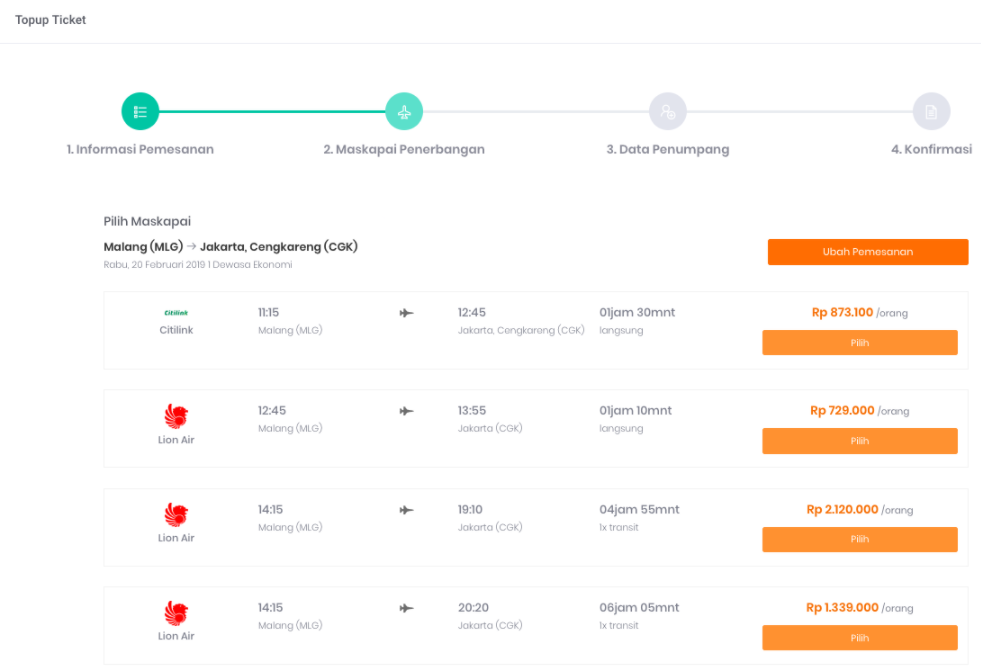 Topup Ticket
1. Informasi Pemesanan
2. Maskapai Penerbangan
3. Data Penumpang
4. Konfirmasi
Pilih Maskapai
Malang (MLG) → Jakarta, Cengkareng (CGK)
Rabu, 20 Februari 2019 1 Dewasa Ekonomi
Ubah Pemesanan
Citilink
Citilink
11:15
Malang (MLG)
12:45
Jakarta, Cengkareng (CGK)
01jam 30mnt
langsung
Rp 873.100 /orang
Pilih
Lion Air
12:45
Malang (MLG)
13:55
Jakarta (CGK)
01jam 10mnt
langsung
Rp 729.000 /orang
Pilih
Lion Air
14:15
Malang (MLG)
19:10
Jakarta (CGK)
04jam 55mnt
1x transit
Rp 2.120.000 /orang
Pilih
Lion Air
14:15
Malang (MLG)
20:20
Jakarta (CGK)
06jam 05mnt
1x transit
Rp 1.339.000 /orang
Pilih